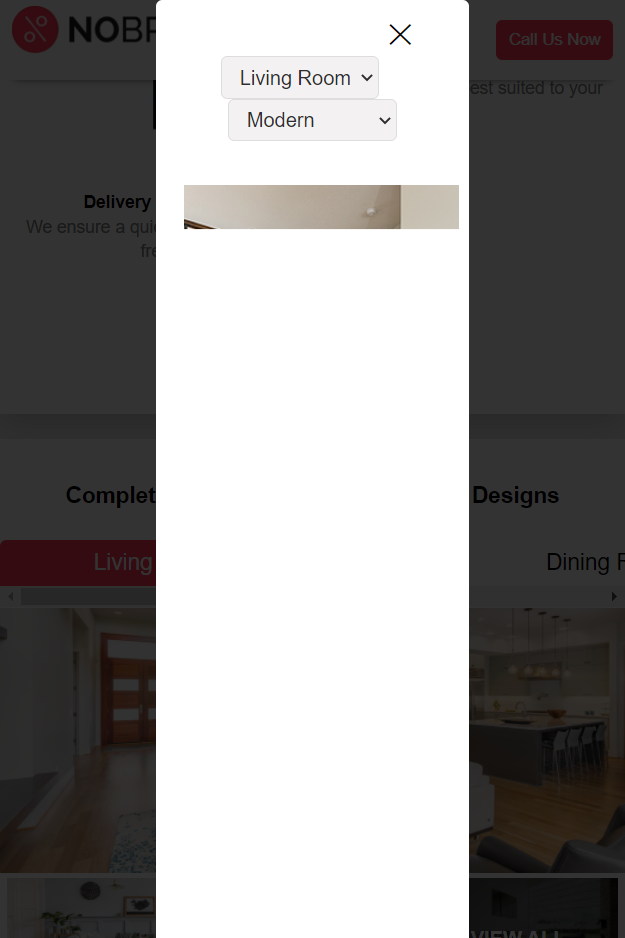 NOBR
Call Us Now
Living Room
Modern
est suited to your
Delivery
We ensure a qui
fre
Complet
Designs
Living
Dining
VIEW ALL